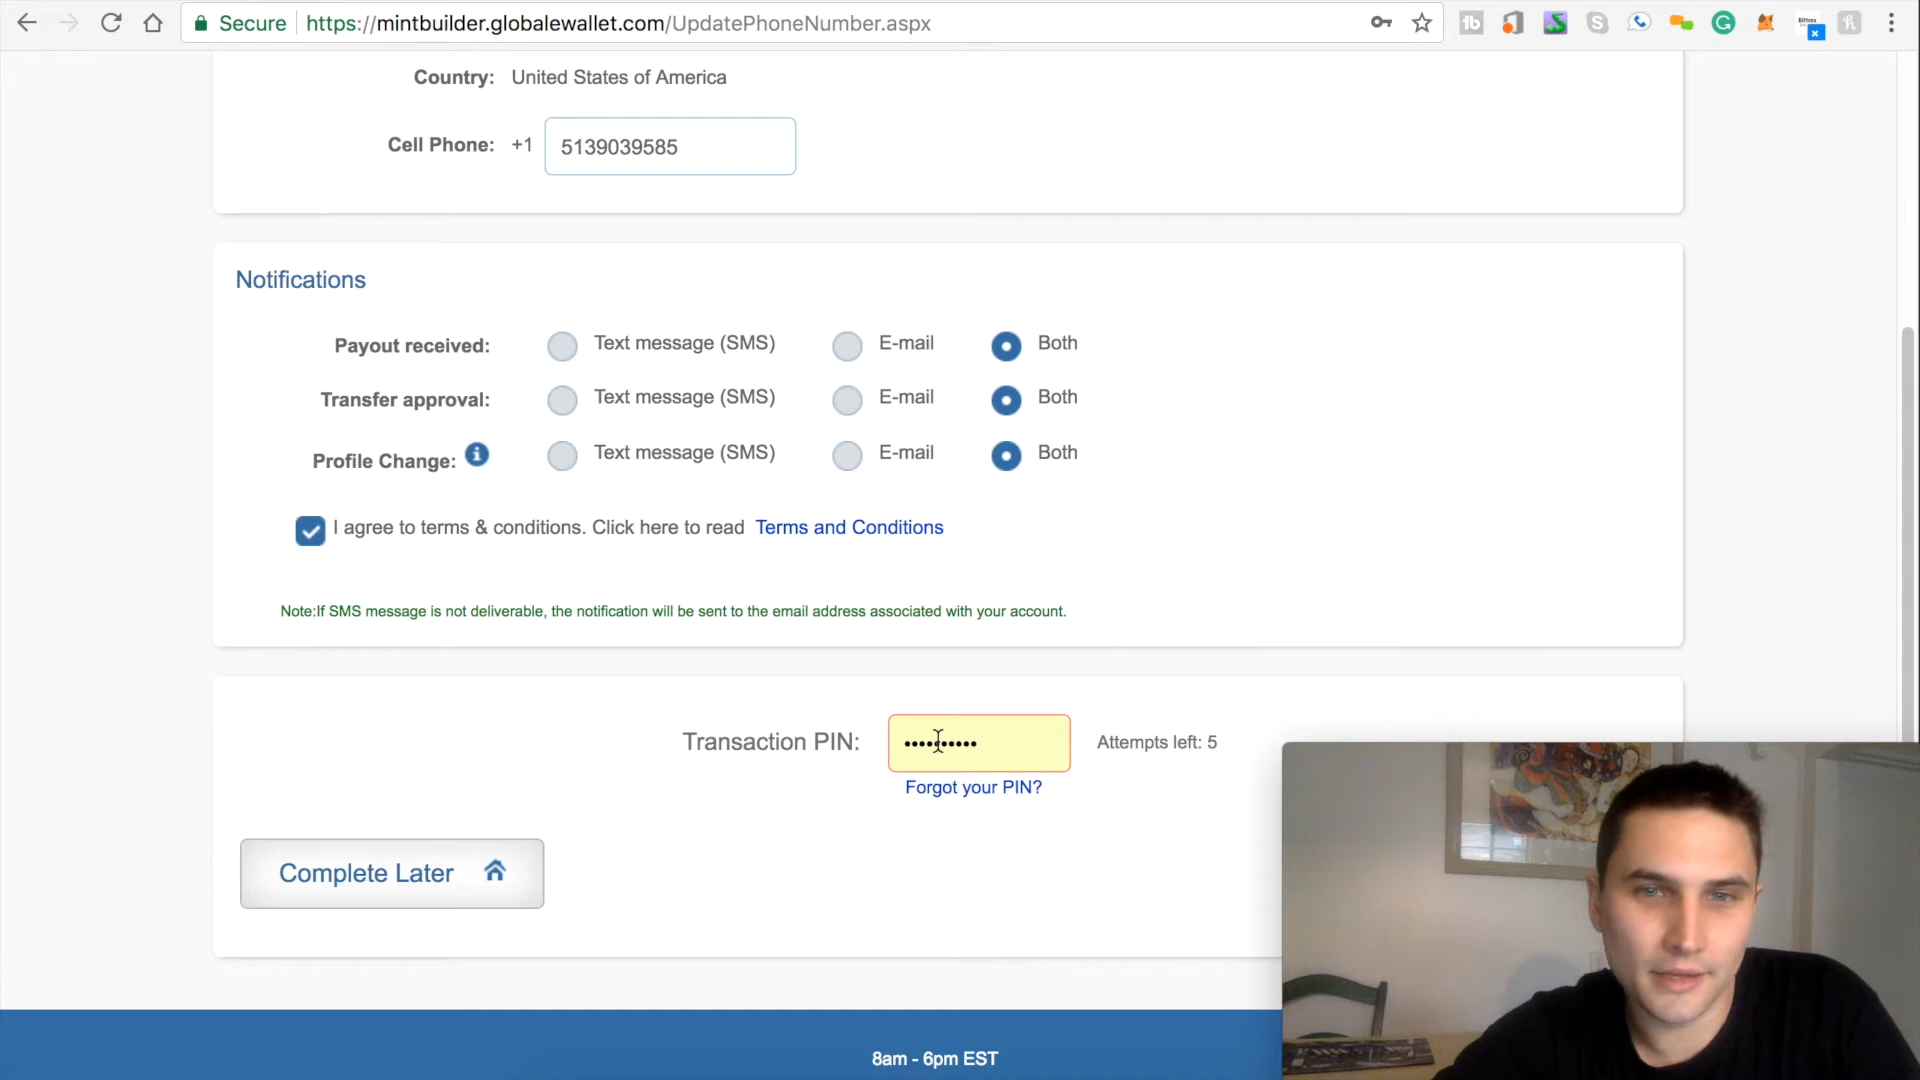 Secure https://mintbuilder.globalewallet.com/UpdatePhoneNumber.aspx
Country: United States of America
Cell Phone: +1 5139039585
Notifications
Payout received: Text message (SMS) E-mail Both
Transfer approval: Text message (SMS) E-mail Both
Profile Change: Text message (SMS) E-mail Both
I agree to terms & conditions. Click here to read Terms and Conditions
Note:If SMS message is not deliverable, the notification will be sent to the email address associated with your account.
Transaction PIN: •••••••••• Attempts left: 5
Forgot your PIN?
Complete Later
8am - 6pm EST